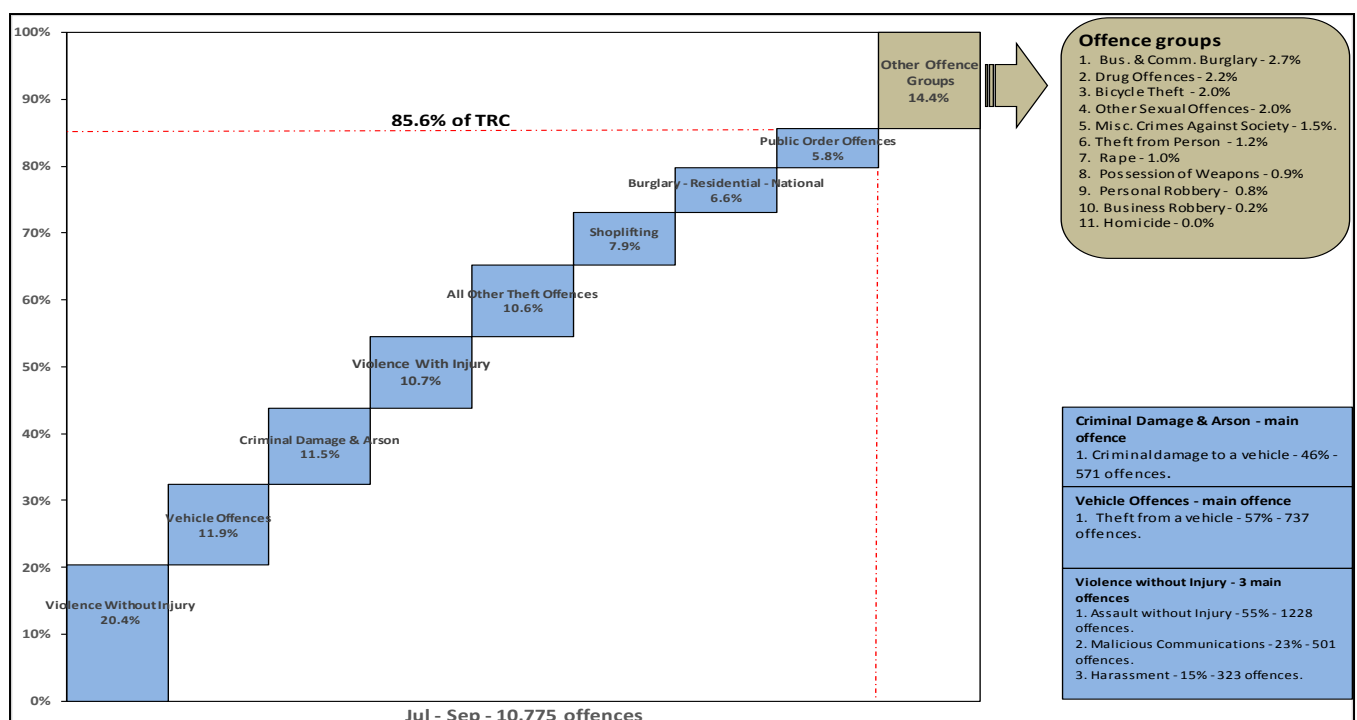 100%
90%
80%
70%
60%
50%
40%
30%
20%
10%
0%
85.6% of TRC
Other Offence
Groups
14.4%
Public Order Offences
5.8%
Burglary - Residential - National
6.6%
Shoplifting
7.9%
All Other Theft Offences
10.6%
Violence With Injury
10.7%
Criminal Damage & Arson
11.5%
Vehicle Offences
11.9%
Violence Without Injury
20.4%
Jul - Sep - 10,775 offences
Offence groups
1. Bus. & Comm. Burglary - 2.7%
2. Drug Offences - 2.2%
3. Bicycle Theft - 2.0%
4. Other Sexual Offences - 2.0%
5. Misc. Crimes Against Society - 1.5%.
6. Theft from Person - 1.2%
7. Rape - 1.0%
8. Possession of Weapons - 0.9%
9. Personal Robbery - 0.8%
10. Business Robbery - 0.2%
11. Homicide - 0.0%
Criminal Damage & Arson - main
offence
1. Criminal damage to a vehicle - 46% -
571 offences.
Vehicle Offences - main offence
1. Theft from a vehicle - 57% - 737
offences.
Violence without Injury - 3 main
offences
1. Assault without Injury - 55% - 1228
offences.
2. Malicious Communications - 23% - 501
offences.
3. Harassment - 15% - 323 offences.